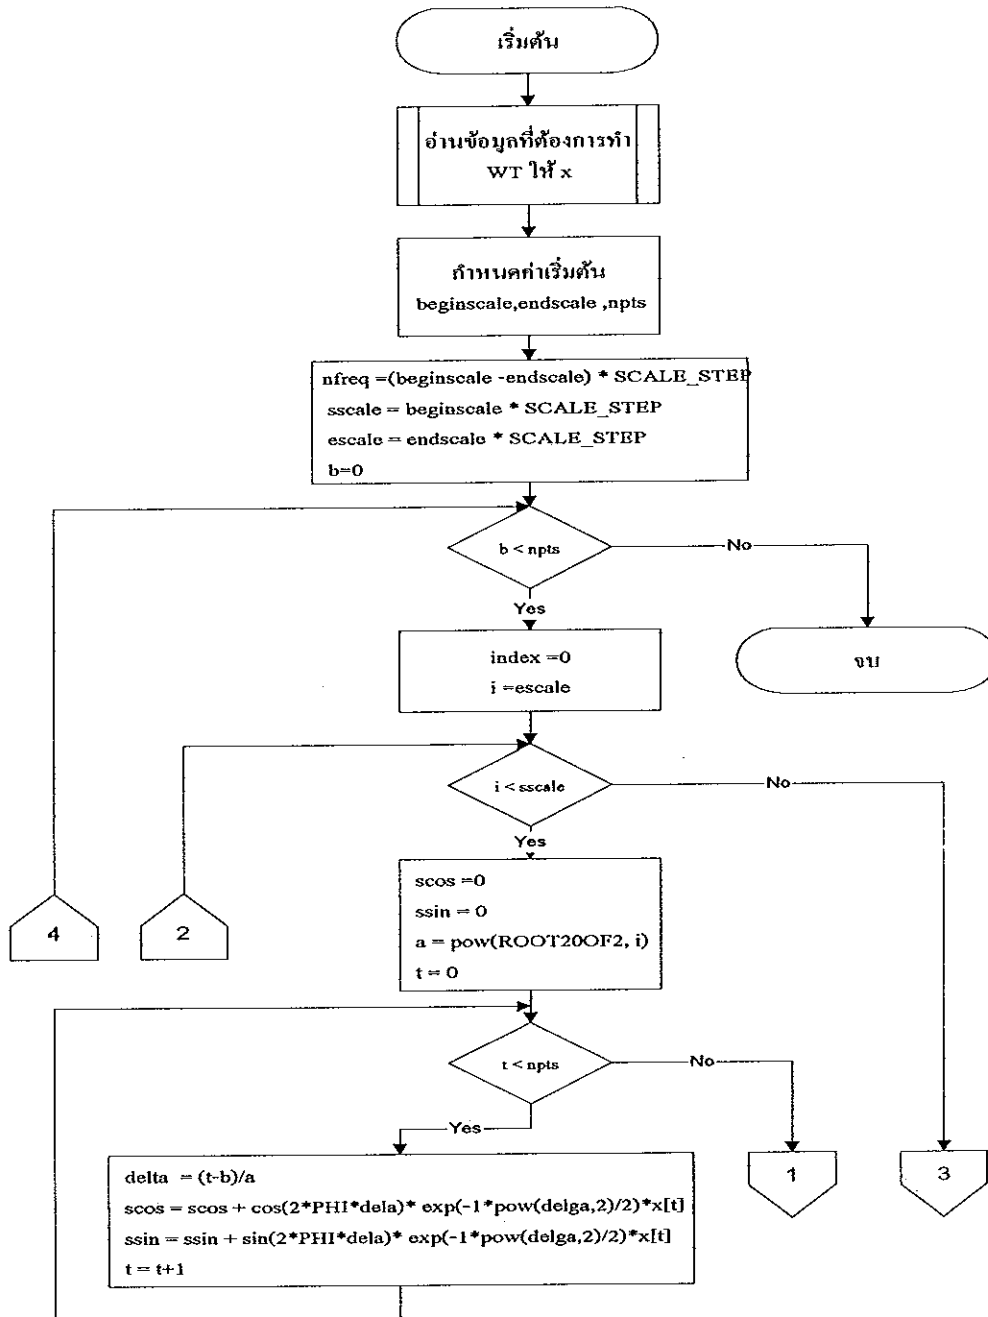 เริ่มต้น
อ่านข้อมูลที่ต้องการทำ
WT ให้ x
กำหนดค่าเริ่มต้น
beginscale,endscale ,npts
nfreq =(beginscale -endscale) * SCALE_STEP
sscale = beginscale * SCALE_STEP
escale = endscale * SCALE_STEP
b=0
b < npts
No
Yes
index =0
i =escale
จบ
i < sscale
No
Yes
scos =0
ssin = 0
a = pow(ROOT20OF2, i)
t = 0
4
2
t < npts
No
Yes
1
3
delta = (t-b)/a
scos = scos + cos(2*PHI*dela)* exp(-1*pow(delga,2)/2)*x[t]
ssin = ssin + sin(2*PHI*dela)* exp(-1*pow(delga,2)/2)*x[t]
t = t+1